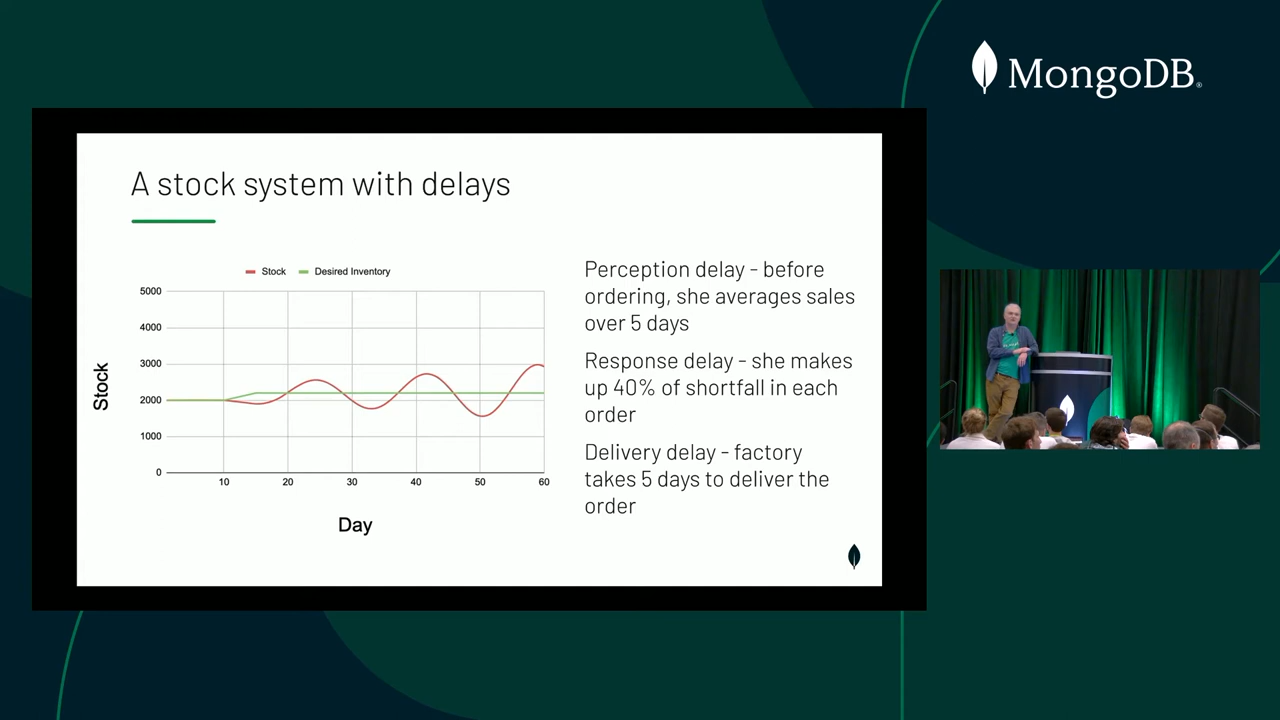 MongoDB®
A stock system with delays
Stock
Desired Inventory
5000
4000
3000
2000
1000
0
Stock
10
20
30
40
50
60
Day
Perception delay - before
ordering, she averages sales
over 5 days
Response delay - she makes
up 40% of shortfall in each
order
Delivery delay - factory
takes 5 days to deliver the
order